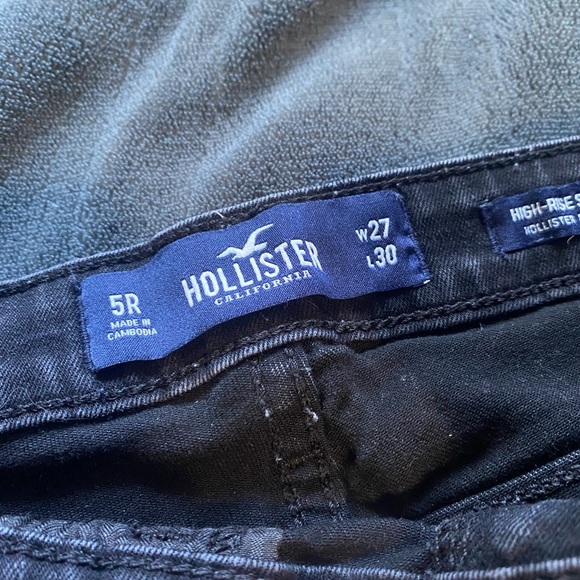 5R
MADE IN
CAMBODIA
HOLLISTER
CALIFORNIA
W27
L30
HIGH-RISE S
HOLLISTER